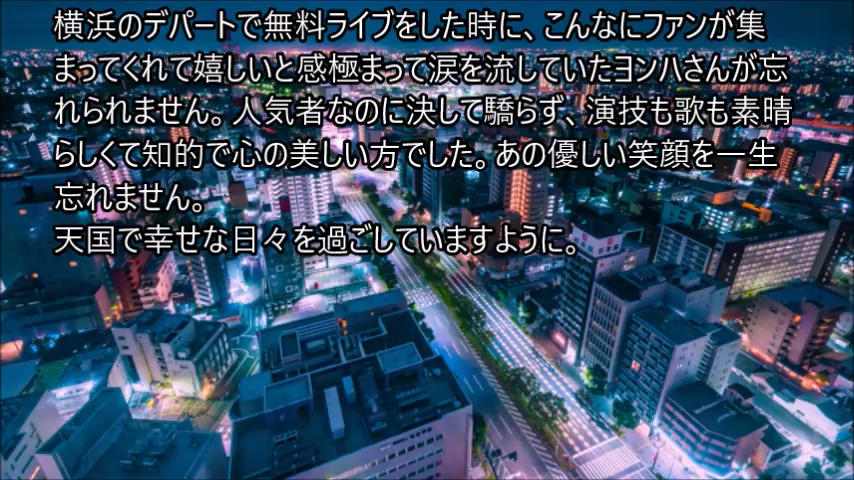 横浜のデパートで無料ライブをした時に、こんなにファンが集
まってくれて嬉しいと感極まって涙を流していたヨンハさんが忘
れられません。人気者なのに決して驕らず、演技も歌も素晴
らしくて知的で心の美しい方でした。あの優しい笑顔を一生
忘れません。
天国で幸せな日々を過ごしていますように。